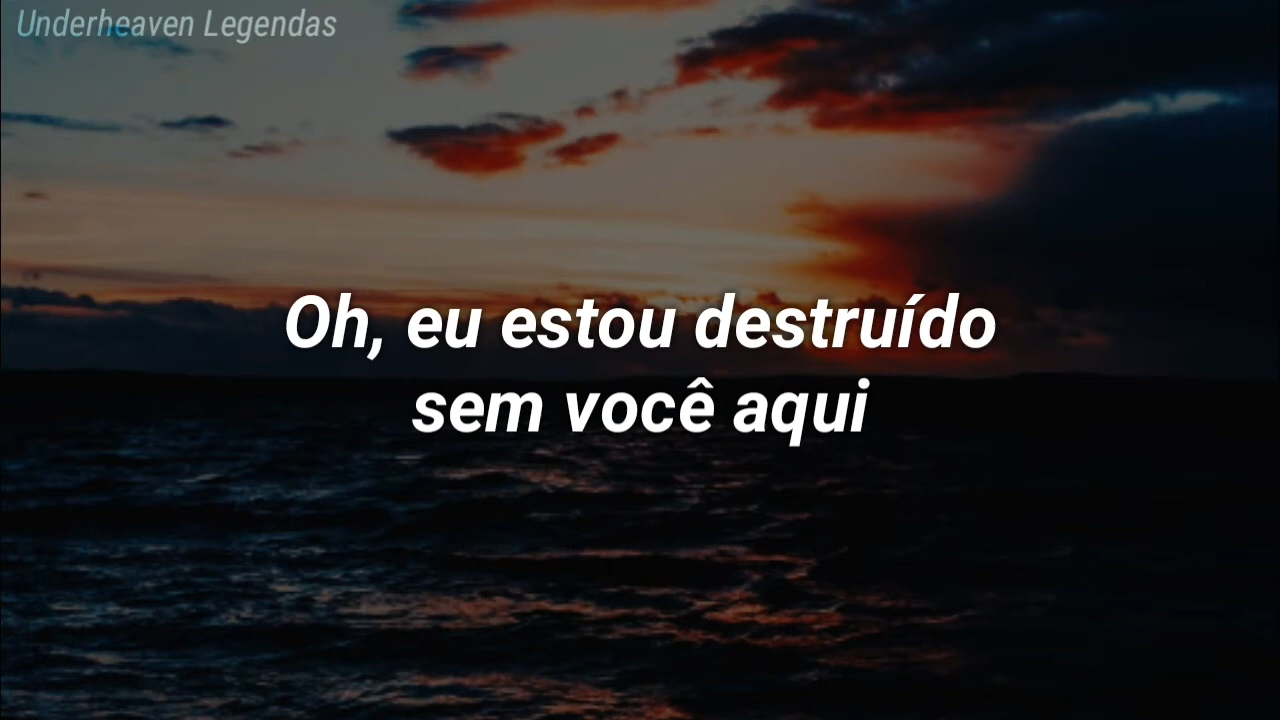 Underheaven Legendas
Oh, eu estou destruído
sem você aqui